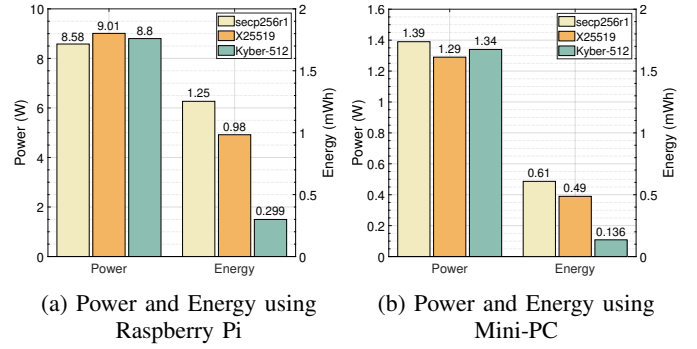 10
8
6
4
2
0
Power (W)
8.58
9.01
8.8
1.25
0.98
0.299
secp256r1
X25519
Kyber-512
2
1.5
1
0.5
0
Energy (mWh)
Power
Energy
(a) Power and Energy using
Raspberry Pi
1.6
1.4
1.2
1
0.8
0.6
0.4
0.2
0
Power (W)
1.39
1.29
1.34
0.61
0.49
0.136
secp256r1
X25519
Kyber-512
2
1.5
1
0.5
0
Energy (mWh)
Power
Energy
(b) Power and Energy using
Mini-PC